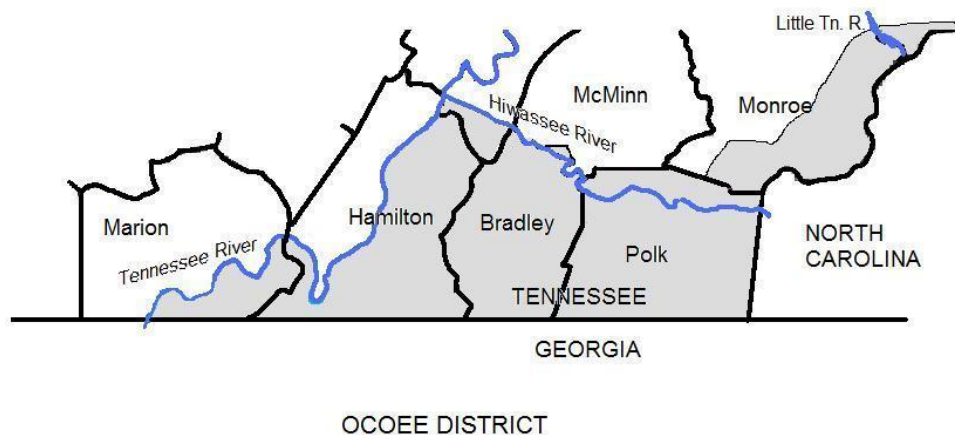 Little Tn. R.
McMinn
Monroe
Hiwassee River
Marion
Hamilton
Bradley
Polk
NORTH
CAROLINA
Tennessee River
TENNESSEE
GEORGIA
OCOEE DISTRICT